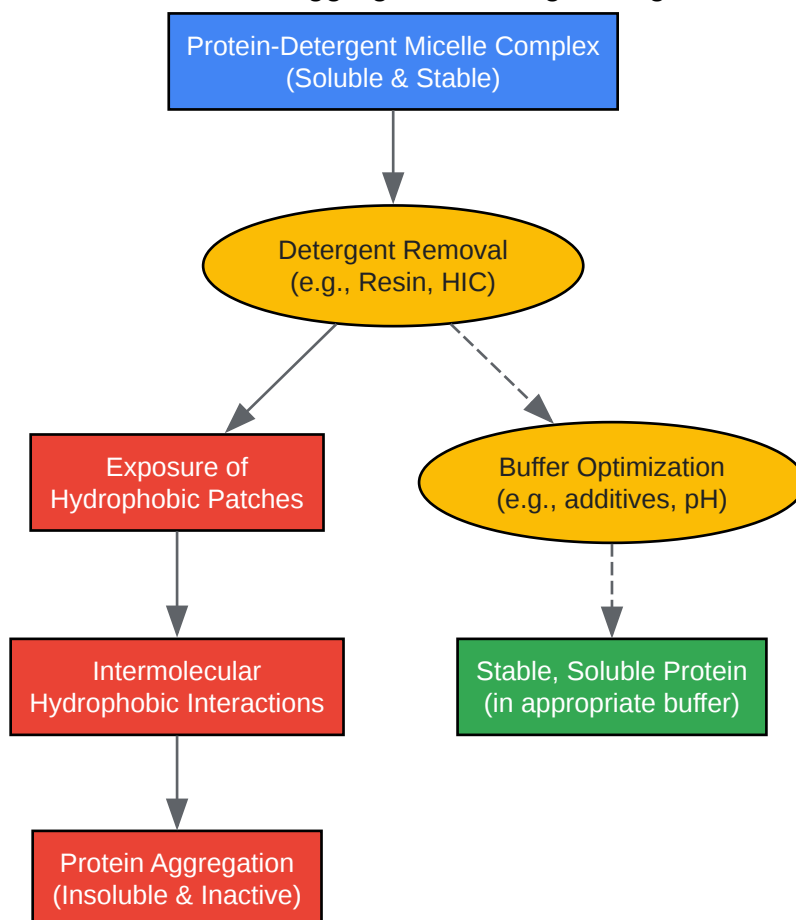 Protein-Detergent Micelle Complex
(Soluble & Stable)
Detergent Removal
(e.g., Resin, HIC)
Exposure of
Hydrophobic Patches
Buffer Optimization
(e.g., additives, pH)
Intermolecular
Hydrophobic Interactions
Stable, Soluble Protein
(in appropriate buffer)
Protein Aggregation
(Insoluble & Inactive)